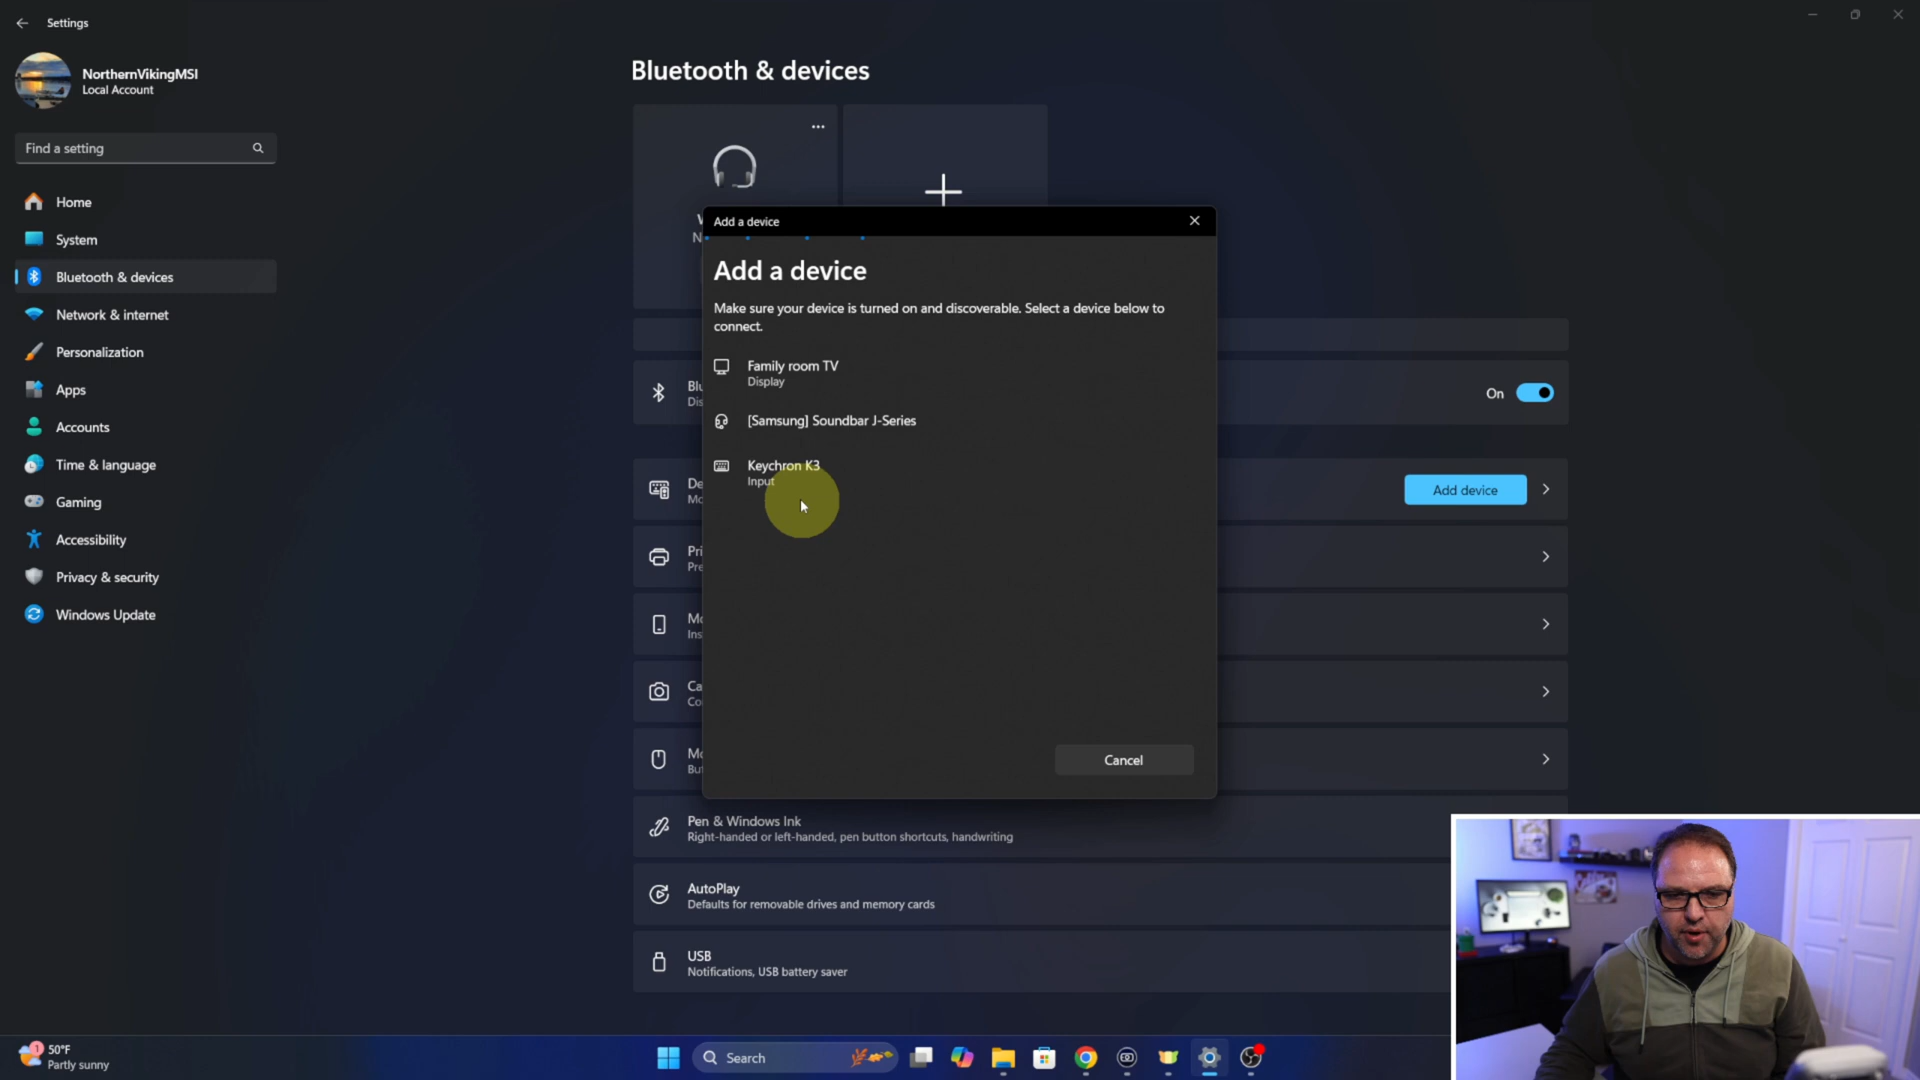 Settings
NorthernVikingMSI
Local Account
Find a setting
Home
System
Bluetooth & devices
Network & internet
Personalization
Apps
Accounts
Time & language
Gaming
Accessibility
Privacy & security
Windows Update
Bluetooth & devices
Add a device
Add a device
Make sure your device is turned on and discoverable. Select a device below to
connect.
Family room TV
Display
[Samsung] Soundbar J-Series
Keychron K3
Input
Cancel
On
Add device
Pen & Windows Ink
Right-handed or left-handed, pen button shortcuts, handwriting
AutoPlay
Defaults for removable drives and memory cards
USB
Notifications, USB battery saver
1
50°F
Partly sunny
Search